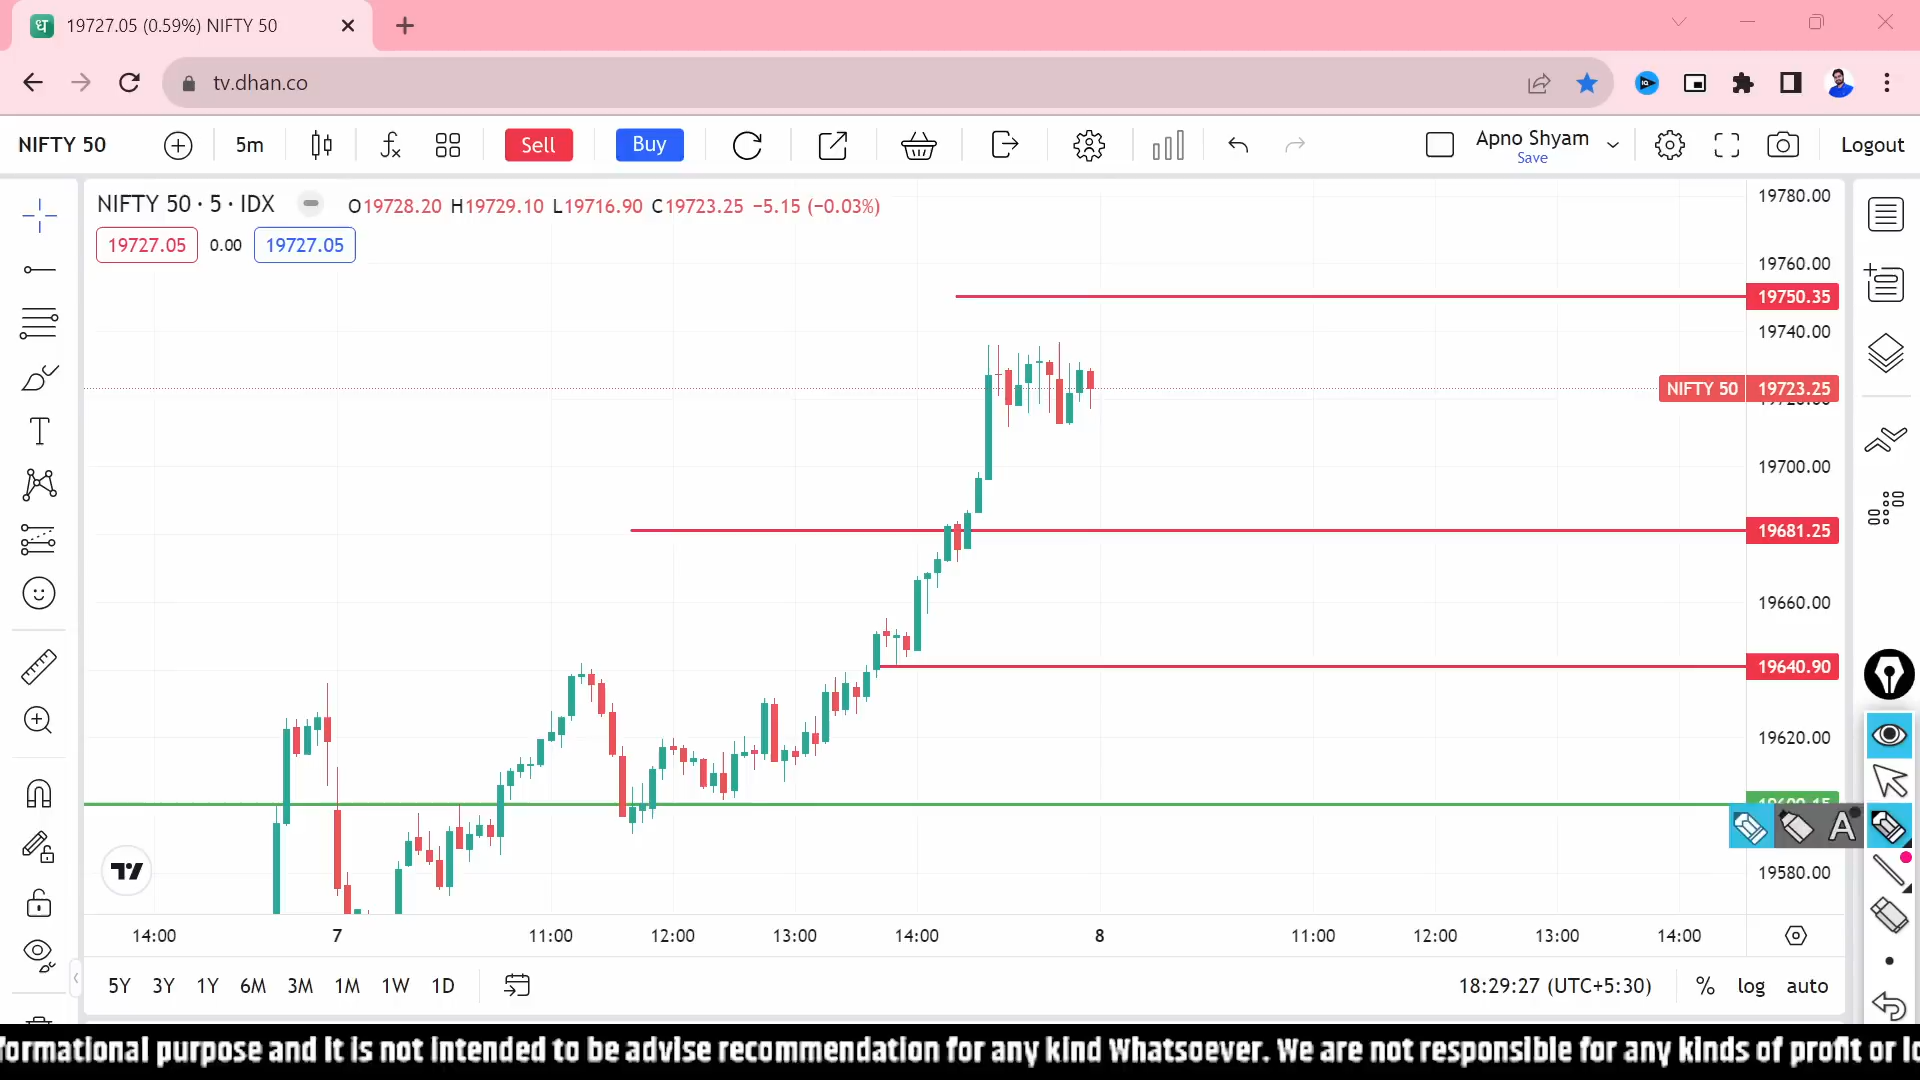 ध 19727.05 (0.59%) NIFTY 50
tv.dhan.co
NIFTY 50 5m Sell Buy Apno Shyam Logout
Save
NIFTY 50 · 5 · IDX O19728.20 H19729.10 L19716.90 C19723.25 −5.15 (−0.03%)
19727.05 0.00 19727.05
19780.00
19760.00
19750.35
19740.00
NIFTY 50 19723.25
19700.00
19681.25
19660.00
19640.90
19620.00
A
19580.00
14:00 7 11:00 12:00 13:00 14:00 8 11:00 12:00 13:00 14:00
5Y 3Y 1Y 6M 3M 1M 1W 1D 18:29:27 (UTC+5:30) % log auto
formational purpose and it is not intended to be advise recommendation for any kind Whatsoever. We are not responsible for any kinds of profit or